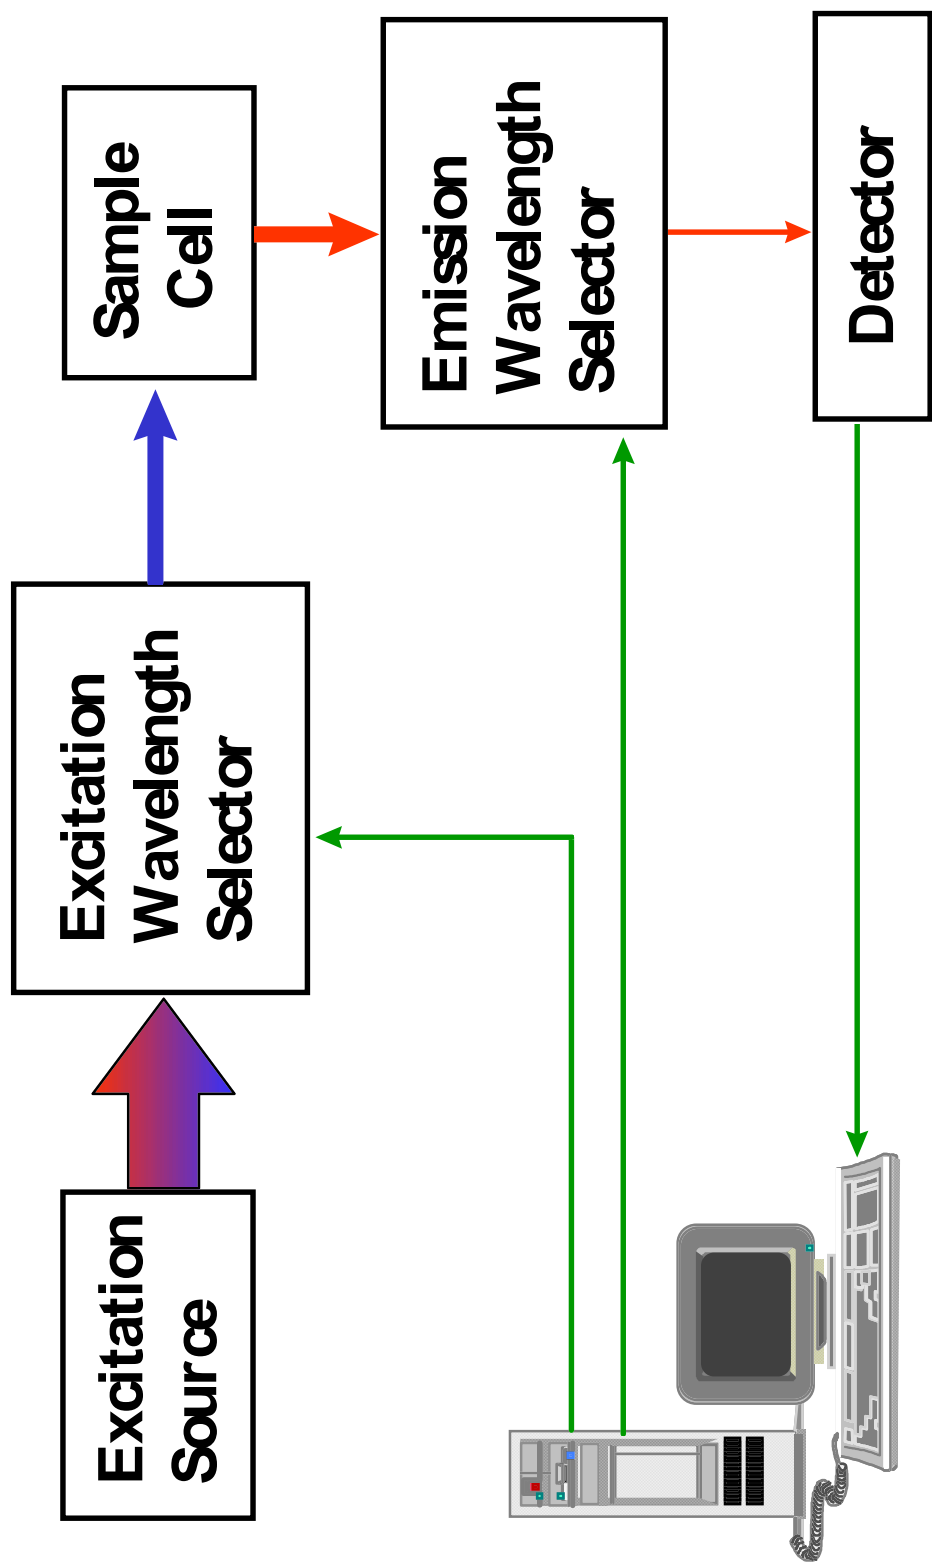 Excitation
Source
Excitation
Wavelength
Selector
Sample
Cell
Emission
Wavelength
Selector
Detector